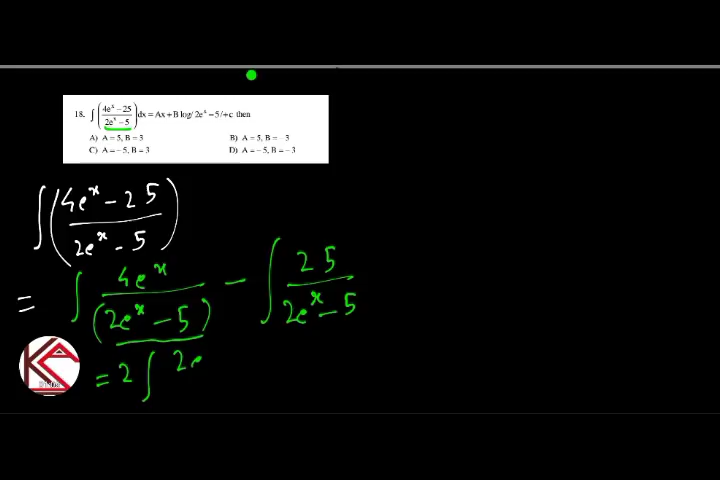 18. ∫ ( 4eˣ – 25 / 2eˣ – 5 ) dx = Ax + B log/ 2eˣ – 5/ + c then
A) A = 5, B = 3 B) A = 5, B = – 3
C) A = – 5, B = 3 D) A = – 5, B = – 3
∫ ( 4eˣ – 25 / 2eˣ – 5 )
= ∫ 4eˣ / (2eˣ – 5) – ∫ 25 / 2eˣ – 5
= 2 ∫ 2e